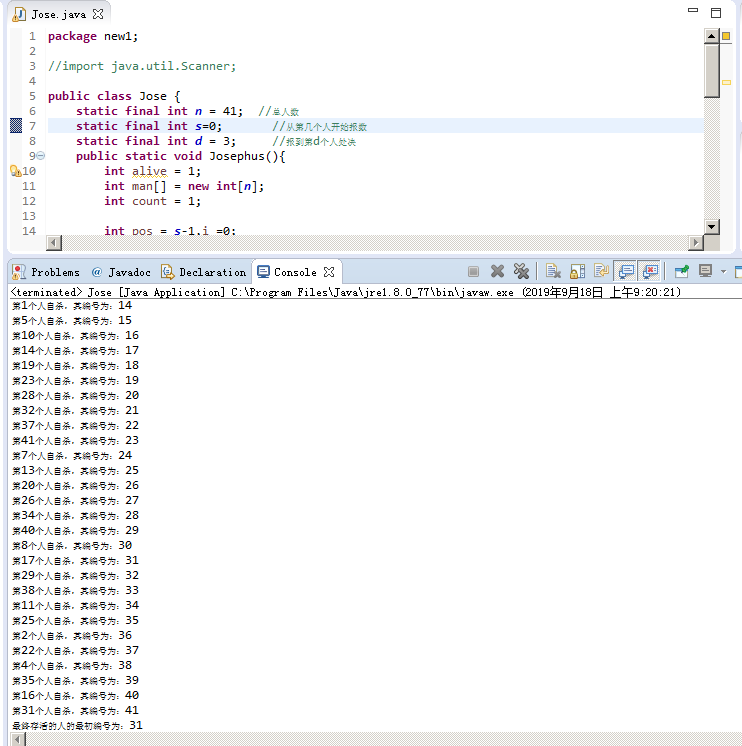 Jose.java
1 package new1;
2
3 //import java.util.Scanner;
4
5 public class Jose {
6 static final int n = 41; //总人数
7 static final int s=0; //从第几个人开始报数
8 static final int d = 3; //报到第d个人处决
9 public static void Josephus(){
10 int alive = 1;
11 int man[] = new int[n];
12 int count = 1;
13
14 int pos = s-1,i =0;
Problems @ Javadoc Declaration Console
<terminated> Jose [Java Application] C:\Program Files\Java\jre1.8.0_77\bin\javaw.exe (2019年9月18日 上午9:20:21)
第1个人自杀，其编号为：14
第5个人自杀，其编号为：15
第10个人自杀，其编号为：16
第14个人自杀，其编号为：17
第19个人自杀，其编号为：18
第23个人自杀，其编号为：19
第28个人自杀，其编号为：20
第32个人自杀，其编号为：21
第37个人自杀，其编号为：22
第41个人自杀，其编号为：23
第7个人自杀，其编号为：24
第13个人自杀，其编号为：25
第20个人自杀，其编号为：26
第26个人自杀，其编号为：27
第34个人自杀，其编号为：28
第40个人自杀，其编号为：29
第8个人自杀，其编号为：30
第17个人自杀，其编号为：31
第29个人自杀，其编号为：32
第38个人自杀，其编号为：33
第11个人自杀，其编号为：34
第25个人自杀，其编号为：35
第2个人自杀，其编号为：36
第22个人自杀，其编号为：37
第4个人自杀，其编号为：38
第35个人自杀，其编号为：39
第16个人自杀，其编号为：40
第31个人自杀，其编号为：41
最终存活的人的最初编号为：31